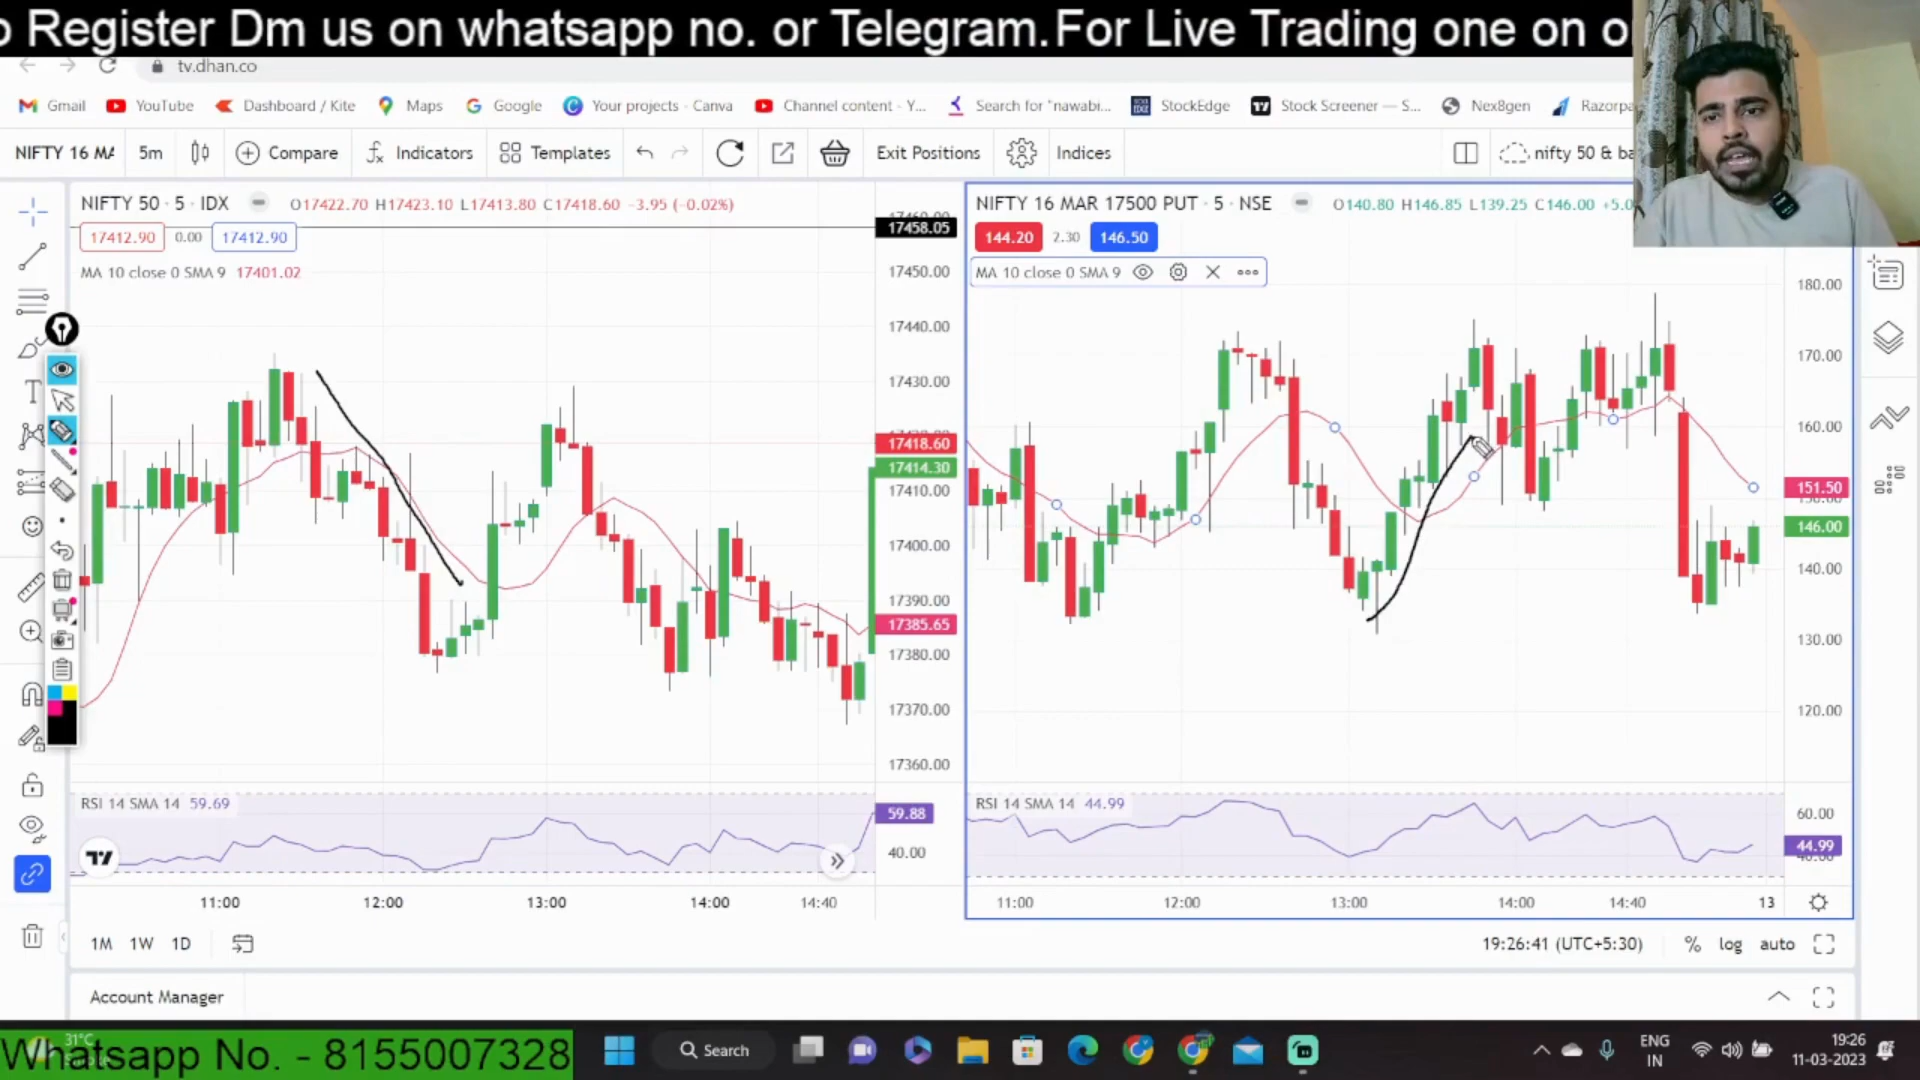 o Register Dm us on whatsapp no. or Telegram.For Live Trading one on o
tv.dhan.co
Gmail YouTube Dashboard / Kite Maps Google Your projects - Canva Channel content - Y... Search for "nawabi... StockEdge Stock Screener — S... Nex8gen Razorpa
NIFTY 16 MA 5m Compare Indicators Templates Exit Positions Indices nifty 50 & ba
NIFTY 50 · 5 · IDX O17422.70 H17423.10 L17413.80 C17418.60 -3.95 (-0.02%)
17412.90 0.00 17412.90
MA 10 close 0 SMA 9 17401.02
17458.05
17450.00
17440.00
17430.00
17418.60
17414.30
17410.00
17400.00
17390.00
17385.65
17380.00
17370.00
17360.00
RSI 14 SMA 14 59.69
59.88
40.00
11:00 12:00 13:00 14:00 14:40
NIFTY 16 MAR 17500 PUT · 5 · NSE O140.80 H146.85 L139.25 C146.00 +5.0
144.20 2.30 146.50
MA 10 close 0 SMA 9
180.00
170.00
160.00
151.50
146.00
140.00
130.00
120.00
RSI 14 SMA 14 44.99
60.00
44.99
11:00 12:00 13:00 14:00 14:40 13
1M 1W 1D 19:26:41 (UTC+5:30) % log auto
Account Manager
31°C
Whatsapp No. - 8155007328
Search
ENG
IN
19:26
11-03-2023